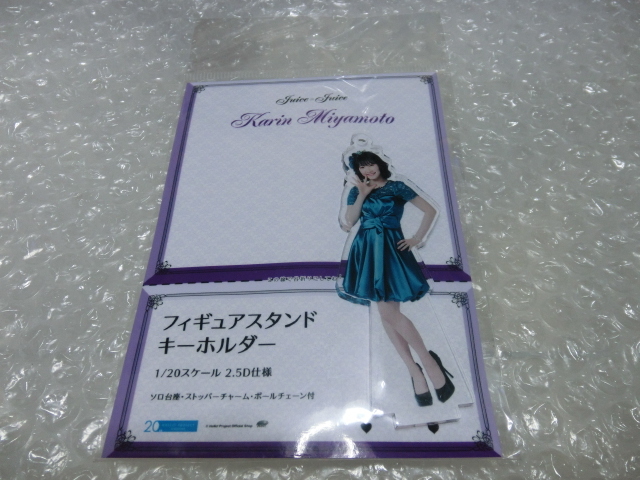 Juice=Juice
Karin Miyamoto
フィギュアスタンド
キーホルダー
1/20スケール 2.5D仕様
ソロ台座・ストッパーチャーム・ボールチェーン付
20